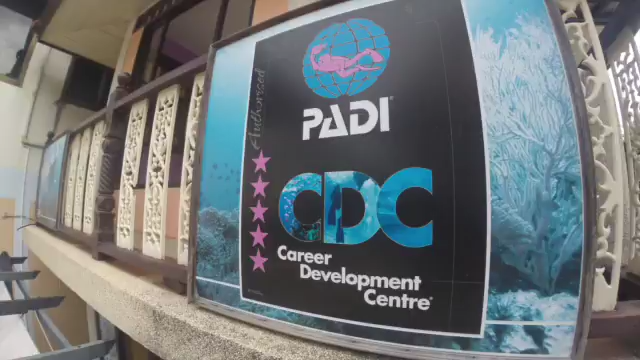 Authorised
PADI®
CDC
Career
Development
Centre®